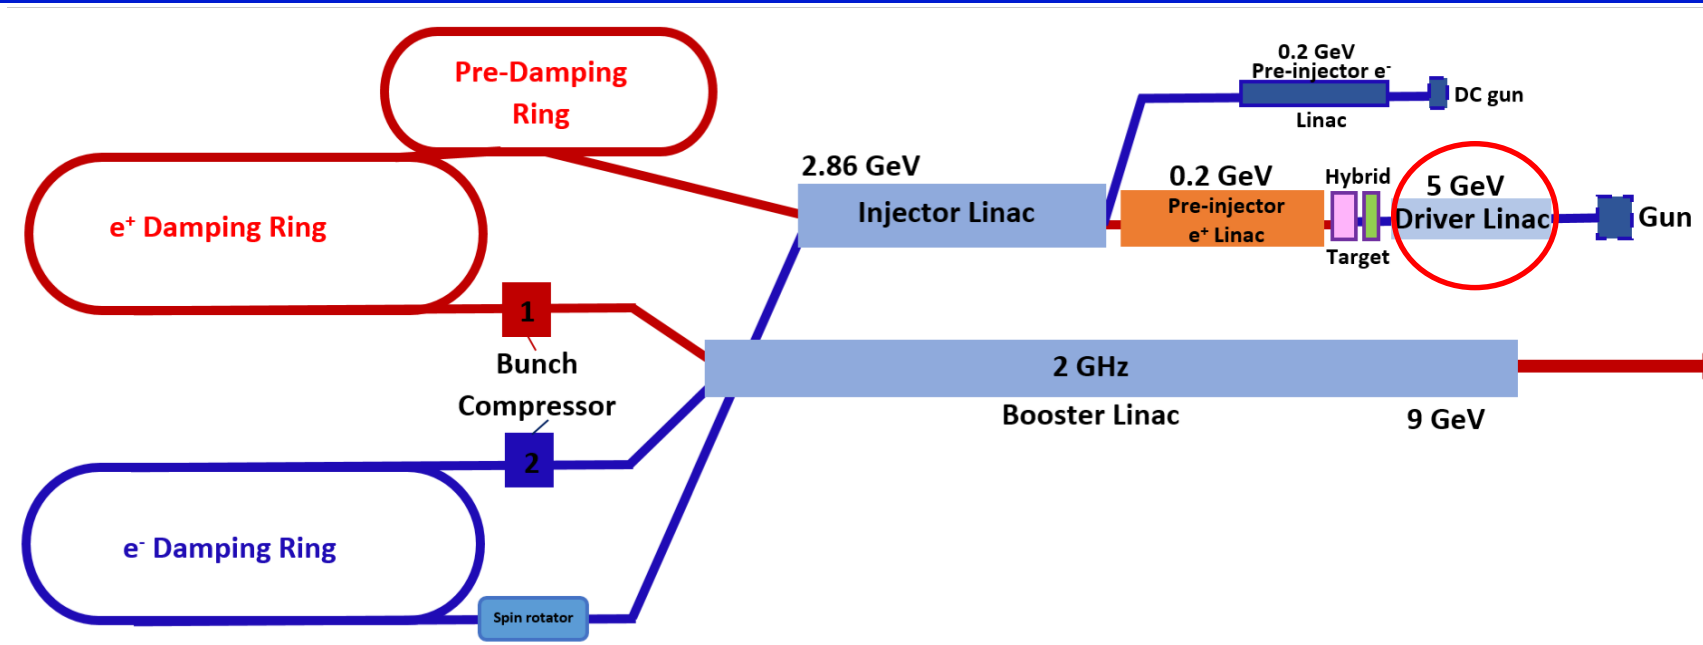 0.2 GeV
Pre-injector e⁻
Linac
DC gun
Pre-Damping
Ring
2.86 GeV
Injector Linac
0.2 GeV
Pre-injector
e⁺ Linac
Hybrid
Target
5 GeV
Driver Linac
Gun
e⁺ Damping Ring
1
Bunch
Compressor
2
2 GHz
Booster Linac
9 GeV
e⁻ Damping Ring
Spin rotator